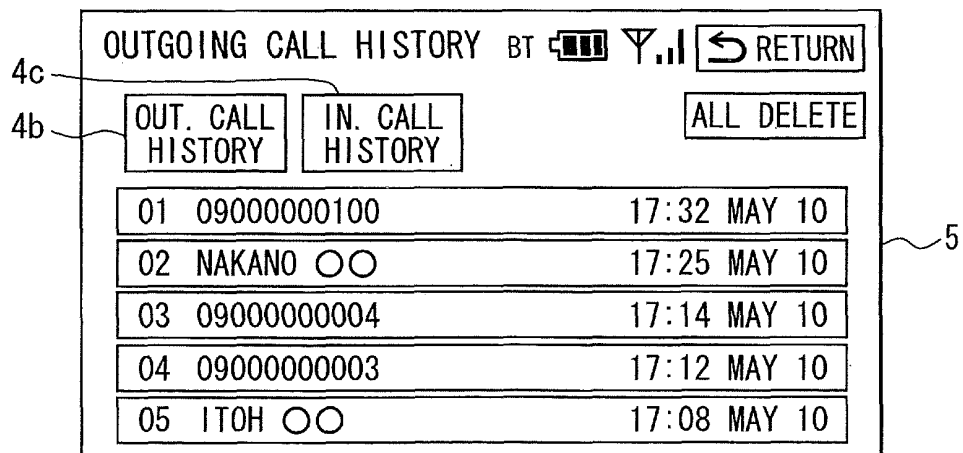 OUTGOING CALL HISTORY BT RETURN
4c
4b
OUT. CALL
HISTORY
IN. CALL
HISTORY
ALL DELETE
01 09000000100 17:32 MAY 10
02 NAKANO ○○ 17:25 MAY 10
03 09000000004 17:14 MAY 10
04 09000000003 17:12 MAY 10
05 ITOH ○○ 17:08 MAY 10
5